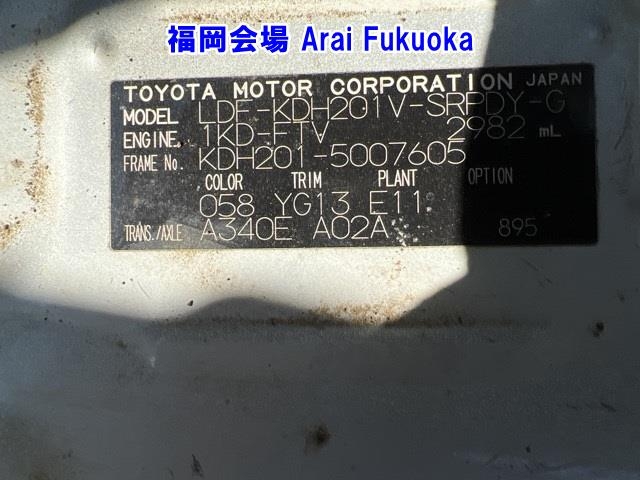 福岡会場 Arai Fukuoka
TOYOTA MOTOR CORPORATION JAPAN
MODEL LDF-KDH201V-SRPDY-G
ENGINE 1KD-FTV 2982 mL
FRAME No. KDH201-5007605
COLOR TRIM PLANT OPTION
058 YG13 E11
TRANS./AXLE A340E A02A 895